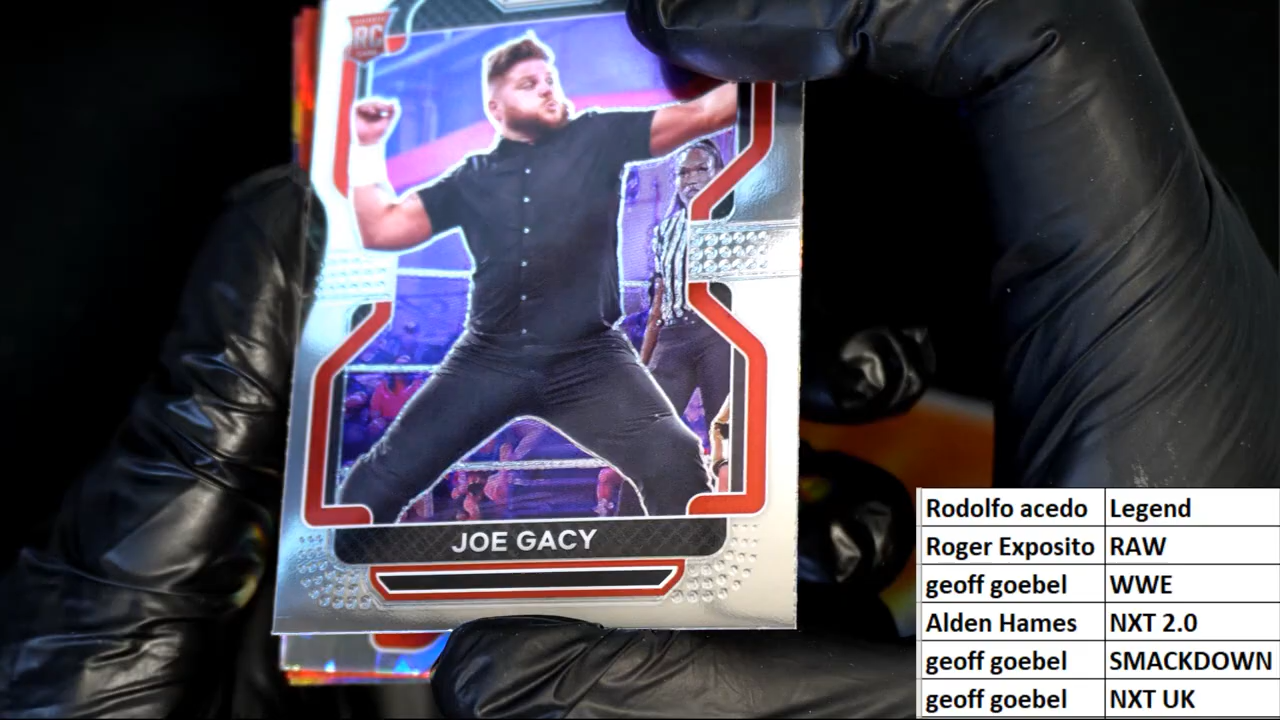 RC
JOE GACY
Rodolfo acedo Legend
Roger Exposito RAW
geoff goebel WWE
Alden Hames NXT 2.0
geoff goebel SMACKDOWN
geoff goebel NXT UK